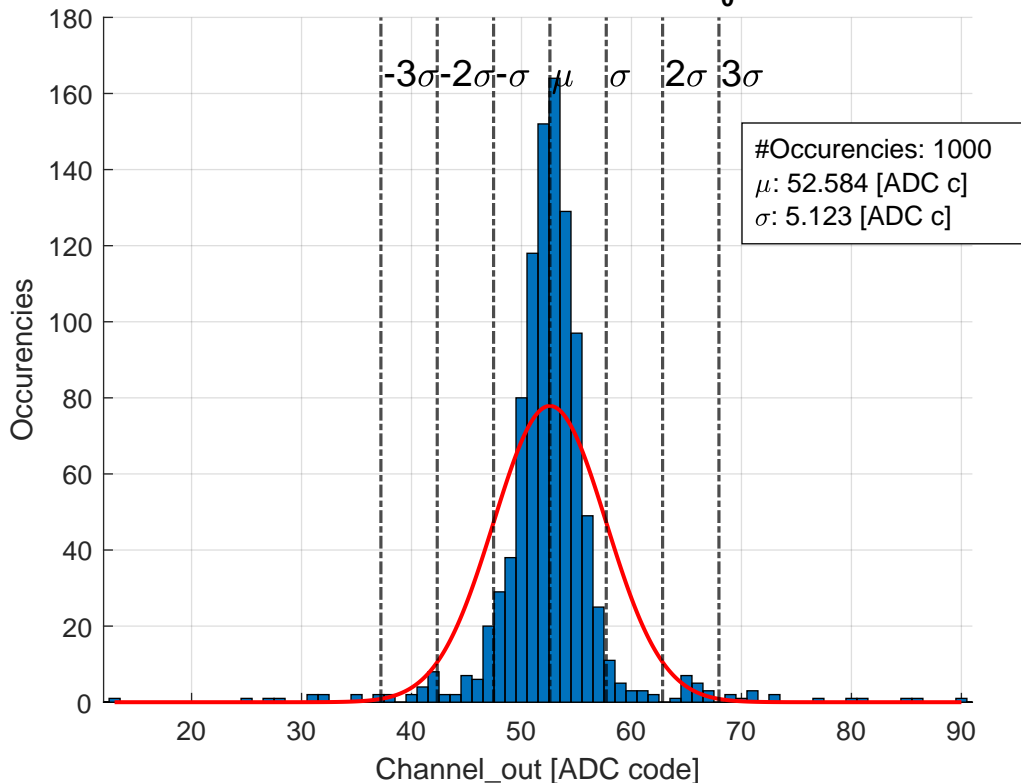 0
180
160
140
120
100
80
60
40
20
0
-3σ -2σ -σ μ σ 2σ 3σ
#Occurencies: 1000
μ: 52.584 [ADC c]
σ: 5.123 [ADC c]
Occurencies
20 30 40 50 60 70 80 90
Channel_out [ADC code]